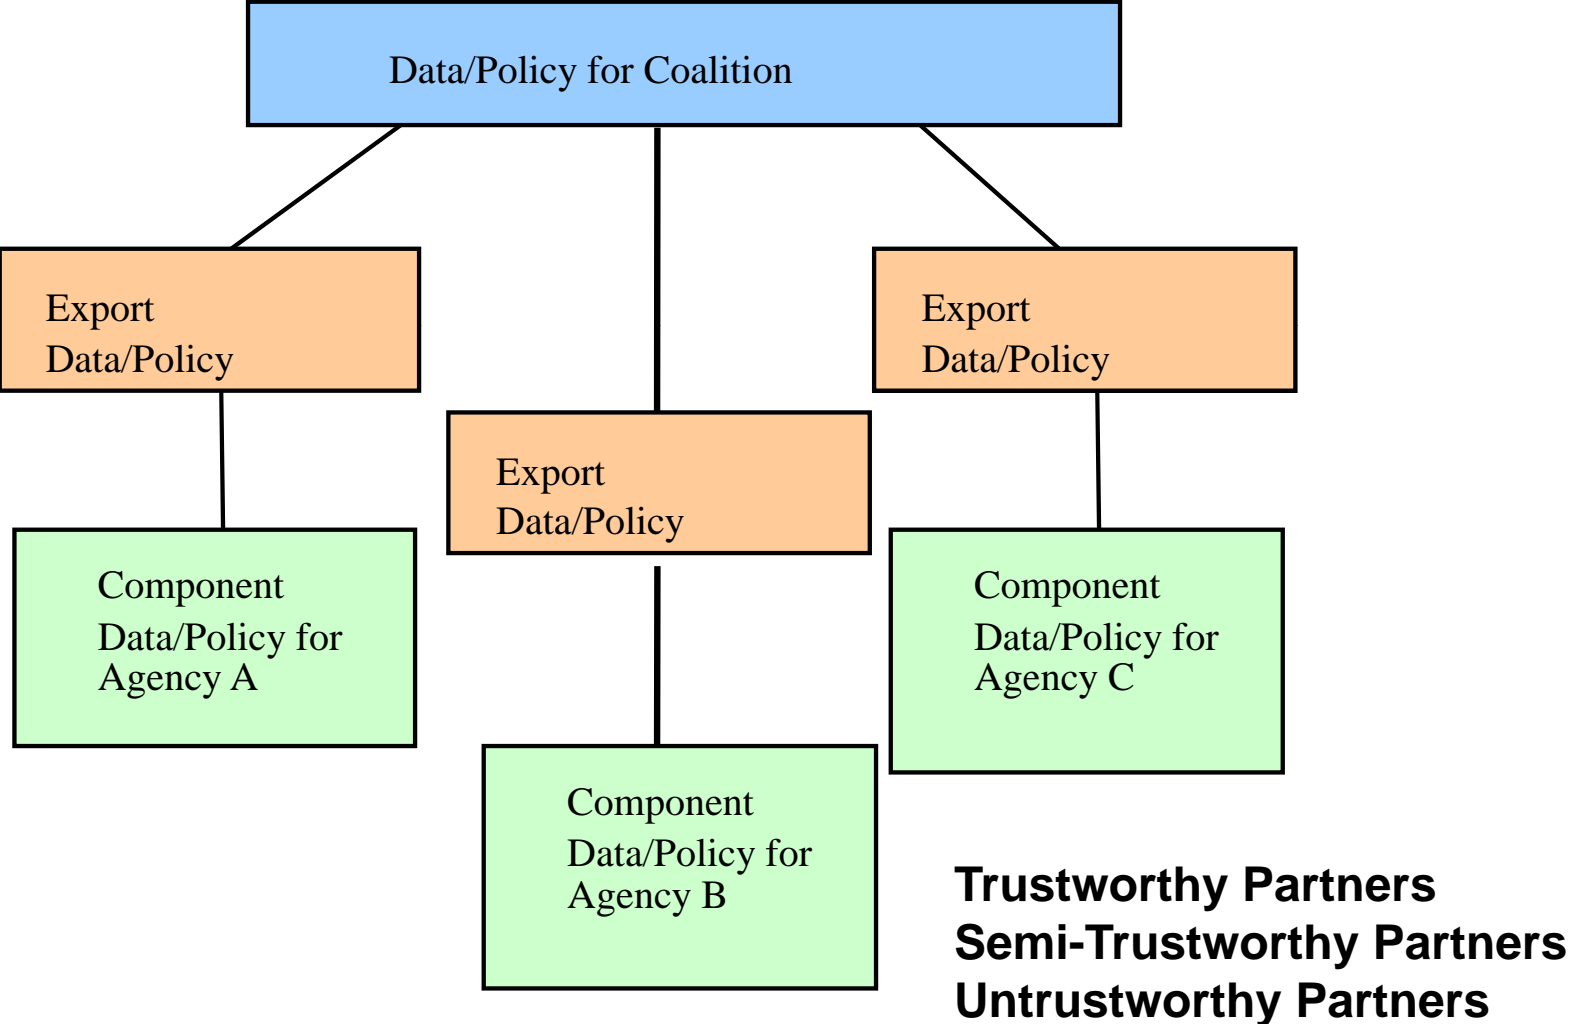 Data/Policy for Coalition
Export
Data/Policy
Export
Data/Policy
Export
Data/Policy
Component
Data/Policy for
Agency A
Component
Data/Policy for
Agency C
Component
Data/Policy for
Agency B
Trustworthy Partners
Semi-Trustworthy Partners
Untrustworthy Partners